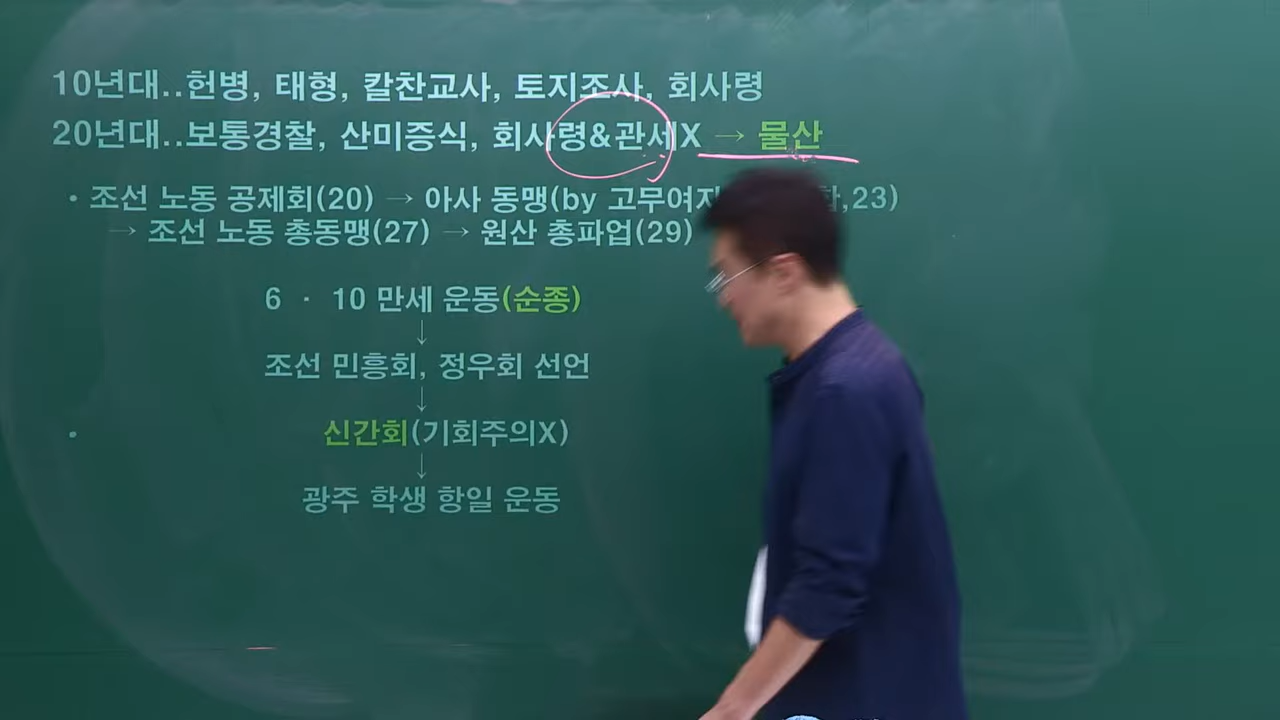 10년대..헌병, 태형, 칼찬교사, 토지조사, 회사령
20년대..보통경찰, 산미증식, 회사령&관세X → 물산
• 조선 노동 공제회(20) → 아사 동맹(by 고무여자 ,23)
→ 조선 노동 총동맹(27) → 원산 총파업(29)
6 · 10 만세 운동(순종)
↓
조선 민흥회, 정우회 선언
↓
• 신간회(기회주의X)
↓
광주 학생 항일 운동